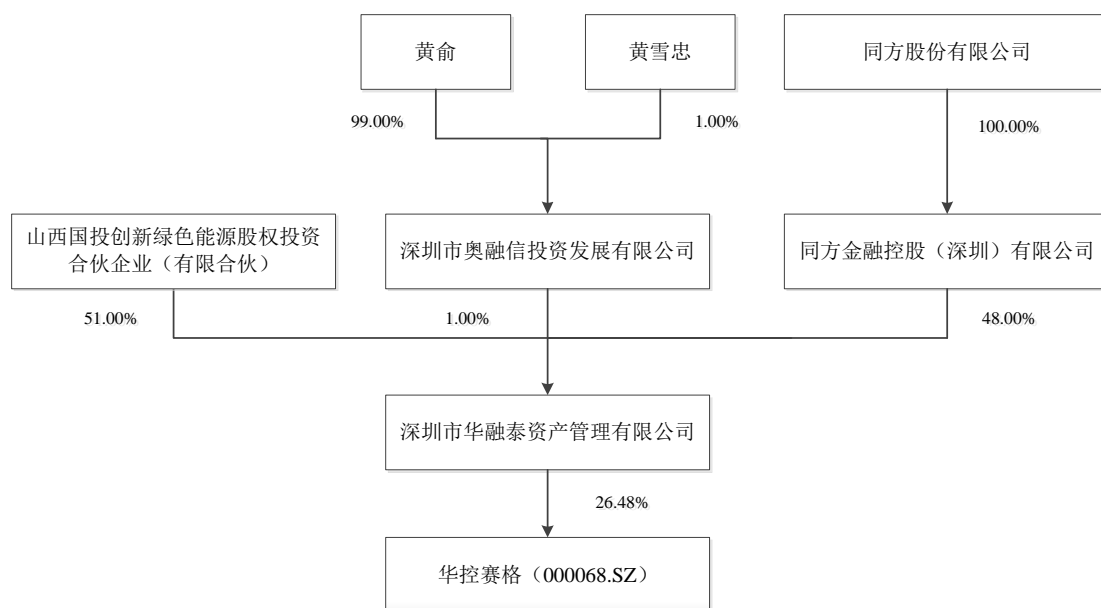 黄俞
黄雪忠
同方股份有限公司
99.00%
1.00%
100.00%
山西国投创新绿色能源股权投资
合伙企业（有限合伙）
深圳市奥融信投资发展有限公司
同方金融控股（深圳）有限公司
51.00%
1.00%
48.00%
深圳市华融泰资产管理有限公司
26.48%
华控赛格（000068.SZ）